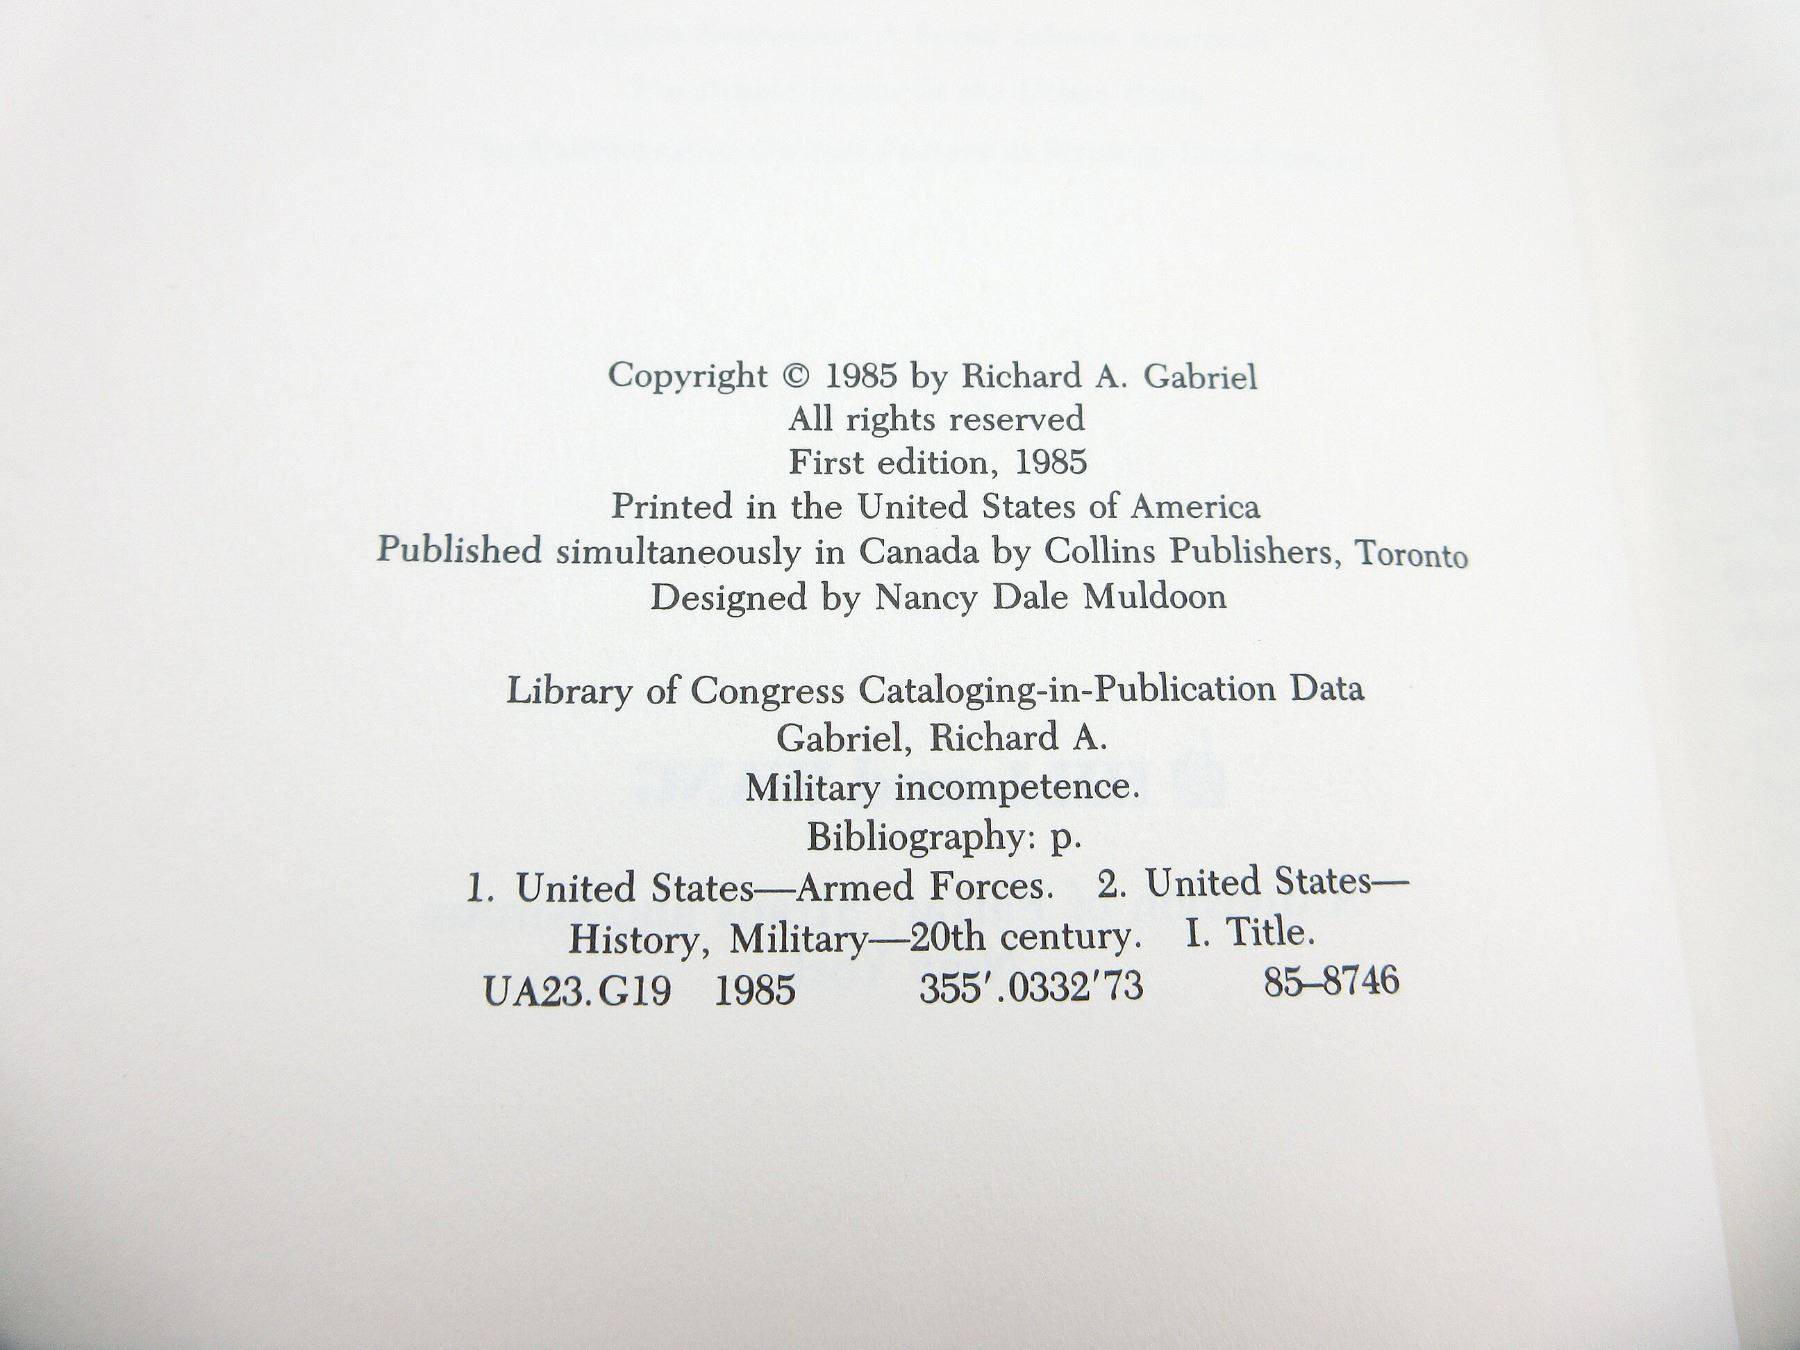 Copyright © 1985 by Richard A. Gabriel
All rights reserved
First edition, 1985
Printed in the United States of America
Published simultaneously in Canada by Collins Publishers, Toronto
Designed by Nancy Dale Muldoon
Library of Congress Cataloging-in-Publication Data
Gabriel, Richard A.
Military incompetence.
Bibliography: p.
1. United States—Armed Forces. 2. United States—
History, Military—20th century. I. Title.
UA23.G19 1985 355′.0332′73 85–8746